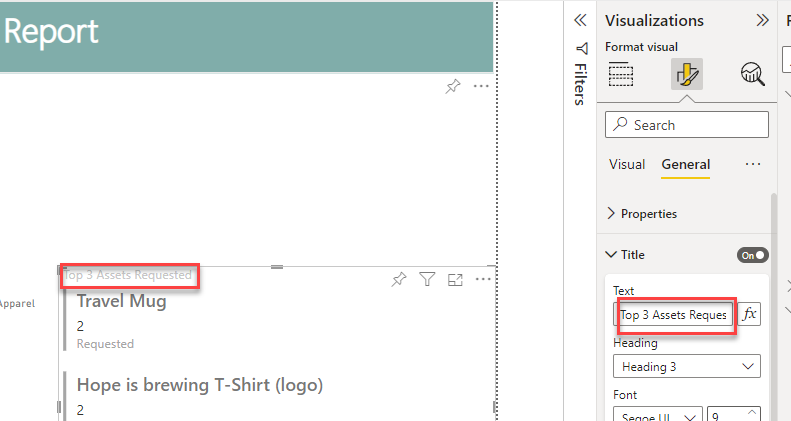 Report
Top 3 Assets Requested
Travel Mug
2
Requested
Apparel
Hope is brewing T-Shirt (logo)
2
Filters
Visualizations
Format visual
Search
Visual General
Properties
Title On
Text
Top 3 Assets Reques fx
Heading
Heading 3
Font
Segoe UI 9